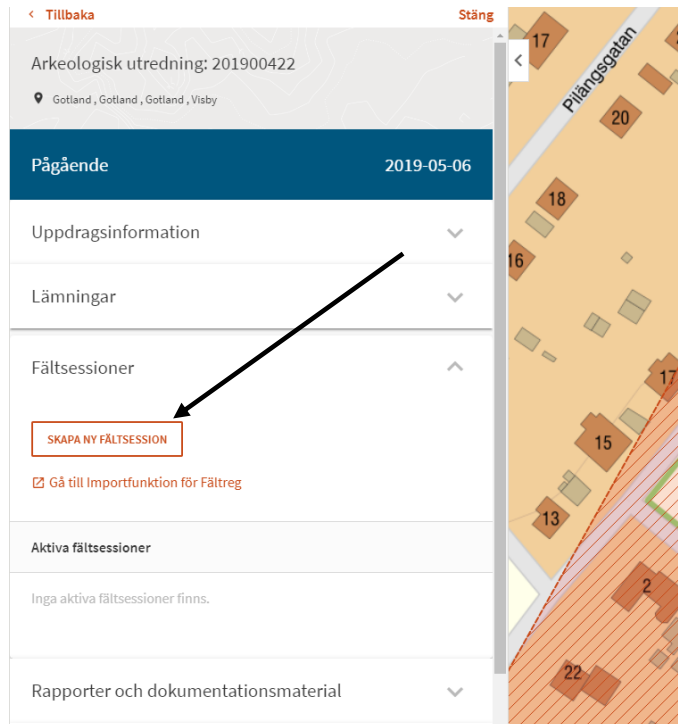 Tillbaka
Stäng
Arkeologisk utredning: 201900422
Gotland , Gotland , Gotland , Visby
Pågående
2019-05-06
Uppdragsinformation
Lämningar
Fältsessioner
SKAPA NY FÄLTSESSION
Gå till Importfunktion för Fältreg
Aktiva fältsessioner
Inga aktiva fältsessioner finns.
Rapporter och dokumentationsmaterial
17
Pilängsgatan
20
18
16
17
15
13
2
22